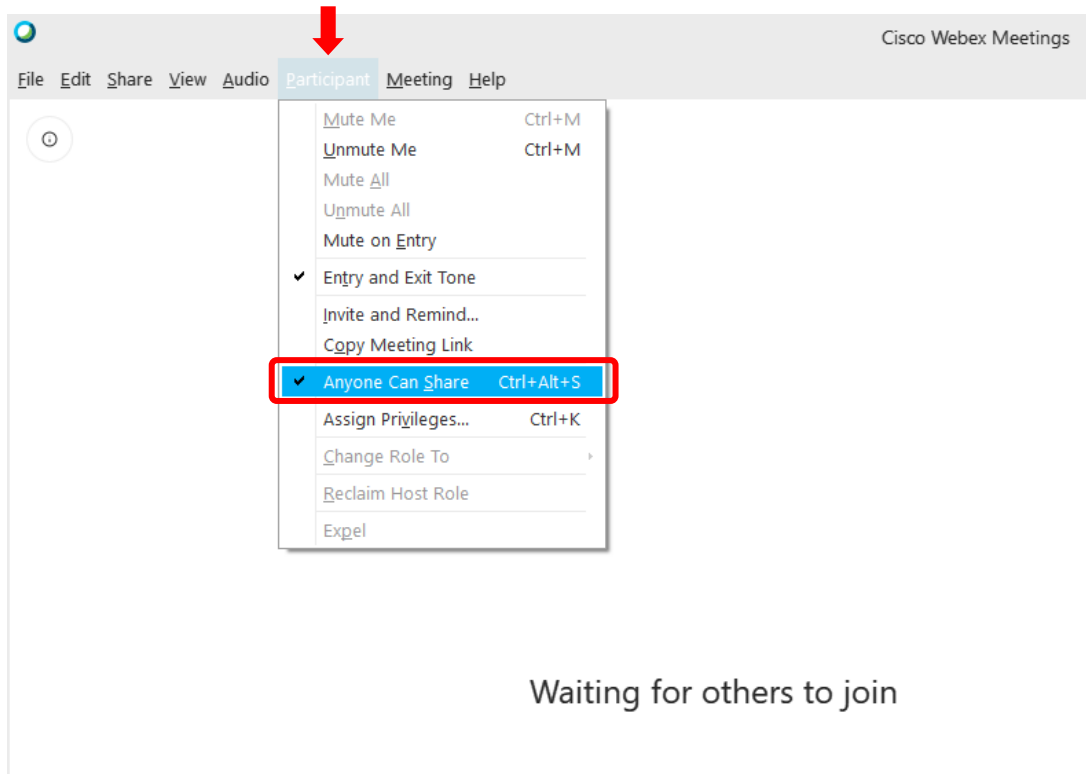 Cisco Webex Meetings
File Edit Share View Audio Participant Meeting Help
Mute Me Ctrl+M
Unmute Me Ctrl+M
Mute All
Unmute All
Mute on Entry
Entry and Exit Tone
Invite and Remind...
Copy Meeting Link
Anyone Can Share Ctrl+Alt+S
Assign Privileges... Ctrl+K
Change Role To
Reclaim Host Role
Expel
Waiting for others to join